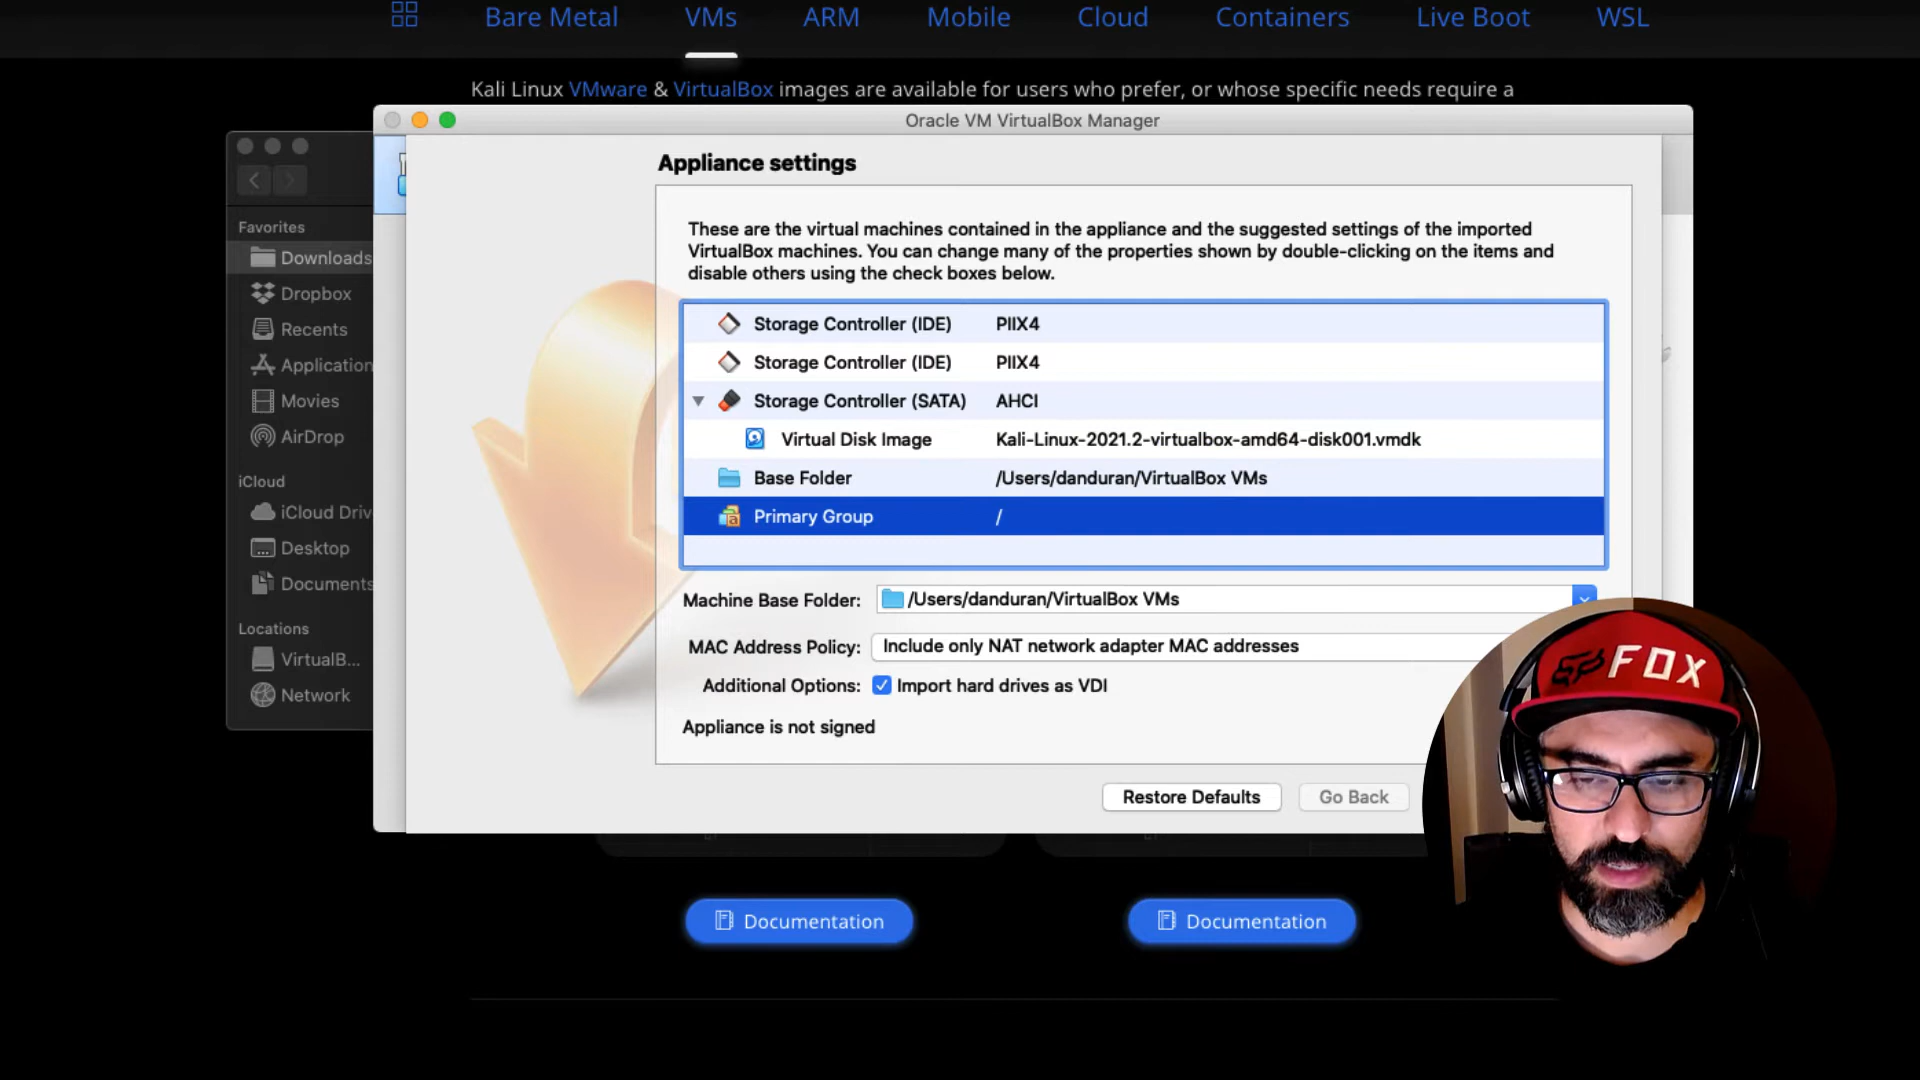 Bare Metal
VMs
ARM
Mobile
Cloud
Containers
Live Boot
WSL
Kali Linux VMware & VirtualBox images are available for users who prefer, or whose specific needs require a
Oracle VM VirtualBox Manager
Appliance settings
These are the virtual machines contained in the appliance and the suggested settings of the imported
VirtualBox machines. You can change many of the properties shown by double-clicking on the items and
disable others using the check boxes below.
Storage Controller (IDE) PIIX4
Storage Controller (IDE) PIIX4
Storage Controller (SATA) AHCI
Virtual Disk Image Kali-Linux-2021.2-virtualbox-amd64-disk001.vmdk
Base Folder /Users/danduran/VirtualBox VMs
Primary Group /
Machine Base Folder: /Users/danduran/VirtualBox VMs
MAC Address Policy: Include only NAT network adapter MAC addresses
Additional Options: Import hard drives as VDI
Appliance is not signed
Restore Defaults
Go Back
Favorites
Downloads
Dropbox
Recents
Application
Movies
AirDrop
iCloud
iCloud Driv
Desktop
Documents
Locations
VirtualB...
Network
FOX
Documentation
Documentation